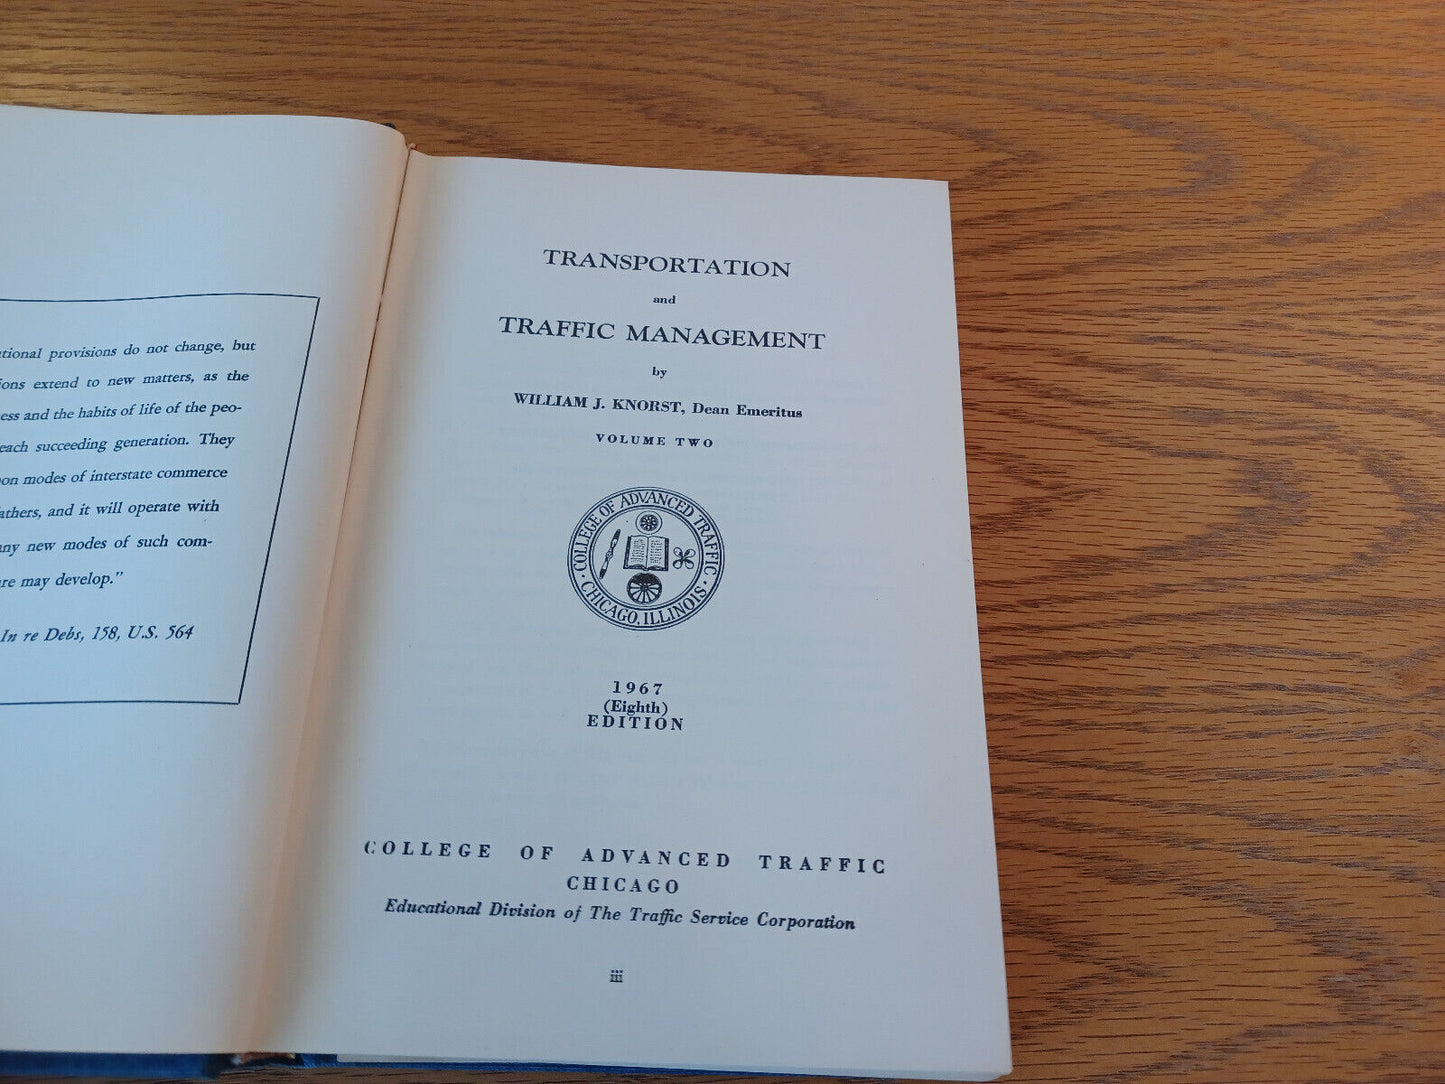 tional provisions do not change, but
ions extend to new matters, as the
ess and the habits of life of the peo-
each succeeding generation. They
on modes of interstate commerce
athers, and it will operate with
ny new modes of such com-
re may develop."
In re Debs, 158, U.S. 564
TRANSPORTATION
and
TRAFFIC MANAGEMENT
by
WILLIAM J. KNORST, Dean Emeritus
VOLUME TWO
COLLEGE OF ADVANCED TRAFFIC
· CHICAGO, ILLINOIS ·
1967
(Eighth)
EDITION
COLLEGE OF ADVANCED TRAFFIC
CHICAGO
Educational Division of The Traffic Service Corporation
iii